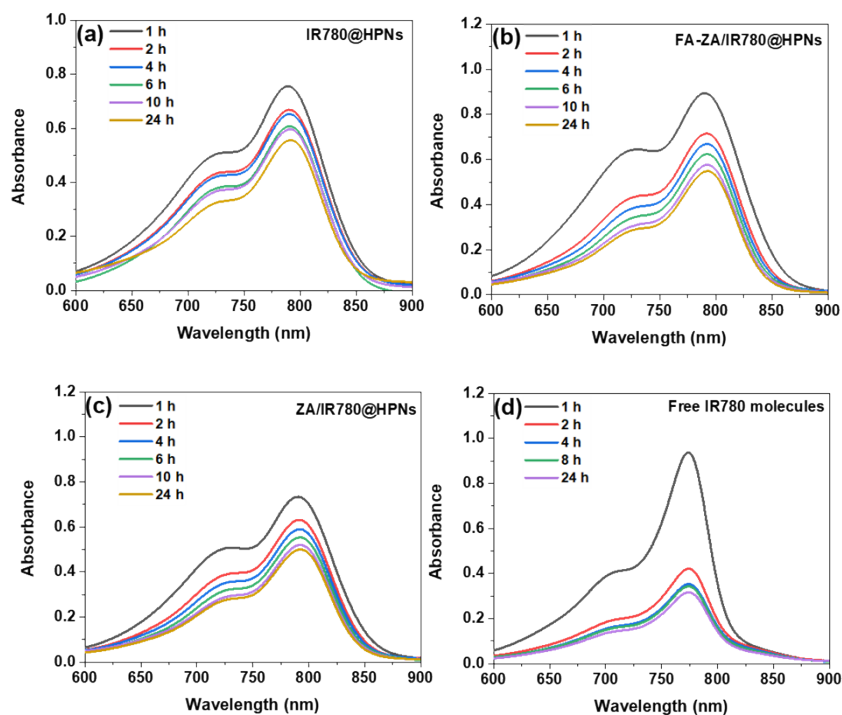 (a)
IR780@HPNs
1 h
2 h
4 h
6 h
10 h
24 h
Absorbance
1.0
0.8
0.6
0.4
0.2
0.0
600 650 700 750 800 850 900
Wavelength (nm)
(b)
FA-ZA/IR780@HPNs
1 h
2 h
4 h
6 h
10 h
24 h
Absorbance
1.2
1.0
0.8
0.6
0.4
0.2
0.0
600 650 700 750 800 850 900
Wavelength (nm)
(c)
ZA/IR780@HPNs
1 h
2 h
4 h
6 h
10 h
24 h
Absorbance
1.2
1.0
0.8
0.6
0.4
0.2
0.0
600 650 700 750 800 850 900
Wavelength (nm)
(d)
Free IR780 molecules
1 h
2 h
4 h
8 h
24 h
Absorbance
1.2
1.0
0.8
0.6
0.4
0.2
0.0
600 650 700 750 800 850 900
Wavelength (nm)